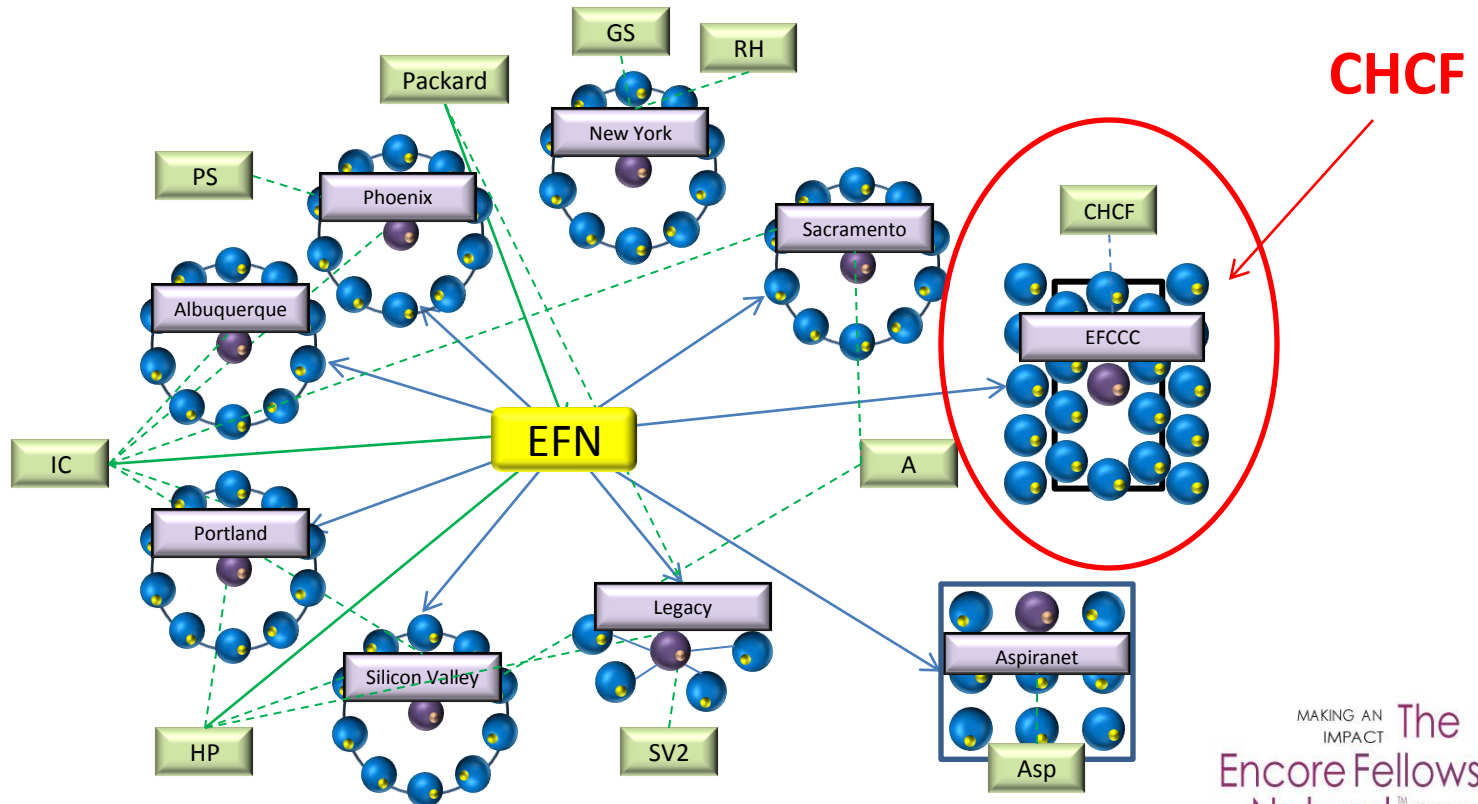 GS
RH
CHCF
Packard
New York
PS
Phoenix
CHCF
Sacramento
Albuquerque
EFCCC
EFN
IC
A
Portland
Legacy
Aspiranet
Silicon Valley
HP
SV2
Asp
MAKING AN
IMPACT
The
Encore Fellows